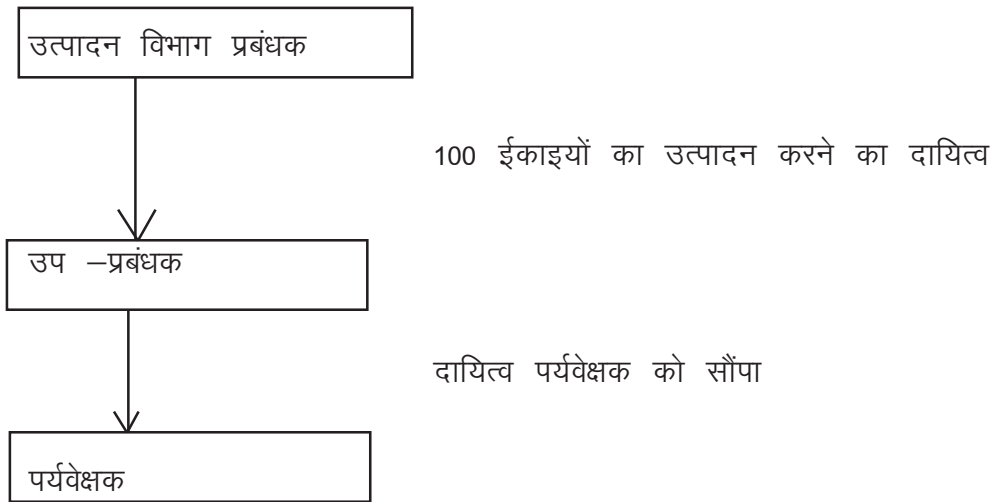 उत्पादन विभाग प्रबंधक
100 ईकाइयों का उत्पादन करने का दायित्व
उप –प्रबंधक
दायित्व पर्यवेक्षक को सौंपा
पर्यवेक्षक